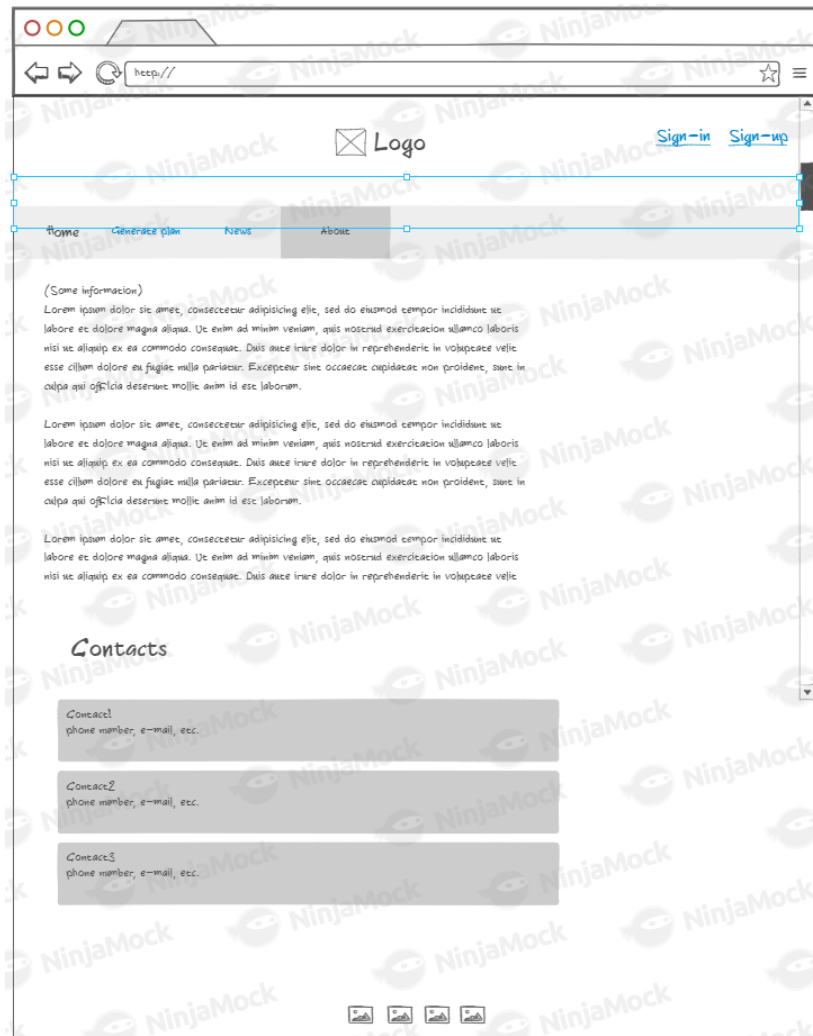 http://
Logo
Sign-in Sign-up
Home Generate plan News About
(Some information)
Lorem ipsum dolor sit amet, consectetur adipisicing elit, sed do eiusmod tempor incididunt ut
labore et dolore magna aliqua. Ut enim ad minim veniam, quis nostrud exercitation ullamco laboris
nisi ut aliquip ex ea commodo consequat. Duis aute irure dolor in reprehenderit in voluptate velit
esse cillum dolore eu fugiat nulla pariatur. Excepteur sint occaecat cupidatat non proident, sunt in
culpa qui officia deserunt mollit anim id est laborum.
Lorem ipsum dolor sit amet, consectetur adipisicing elit, sed do eiusmod tempor incididunt ut
labore et dolore magna aliqua. Ut enim ad minim veniam, quis nostrud exercitation ullamco laboris
nisi ut aliquip ex ea commodo consequat. Duis aute irure dolor in reprehenderit in voluptate velit
esse cillum dolore eu fugiat nulla pariatur. Excepteur sint occaecat cupidatat non proident, sunt in
culpa qui officia deserunt mollit anim id est laborum.
Lorem ipsum dolor sit amet, consectetur adipisicing elit, sed do eiusmod tempor incididunt ut
labore et dolore magna aliqua. Ut enim ad minim veniam, quis nostrud exercitation ullamco laboris
nisi ut aliquip ex ea commodo consequat. Duis aute irure dolor in reprehenderit in voluptate velit
Contacts
Contact1
phone number, e-mail, etc.
Contact2
phone number, e-mail, etc.
Contact3
phone number, e-mail, etc.
NinjaMock